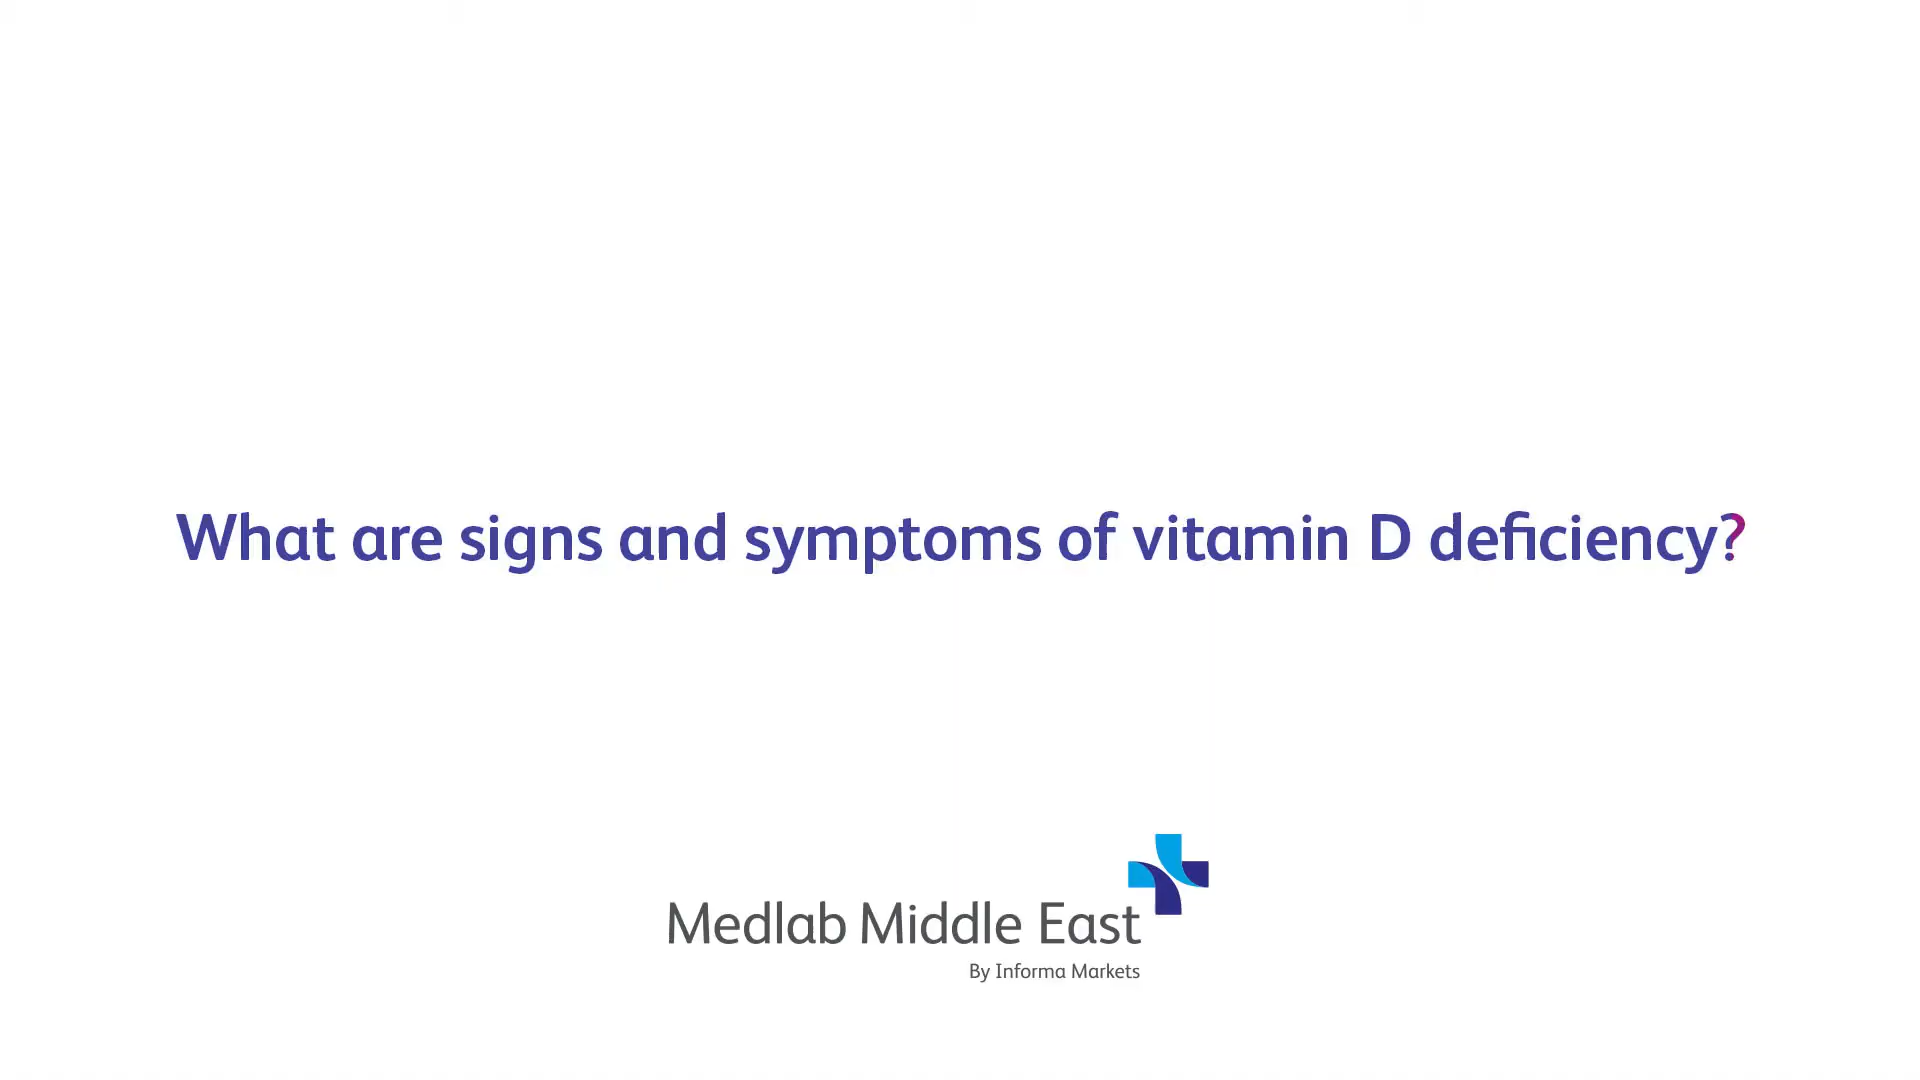 What are signs and symptoms of vitamin D deficiency?
Medlab Middle East
By Informa Markets